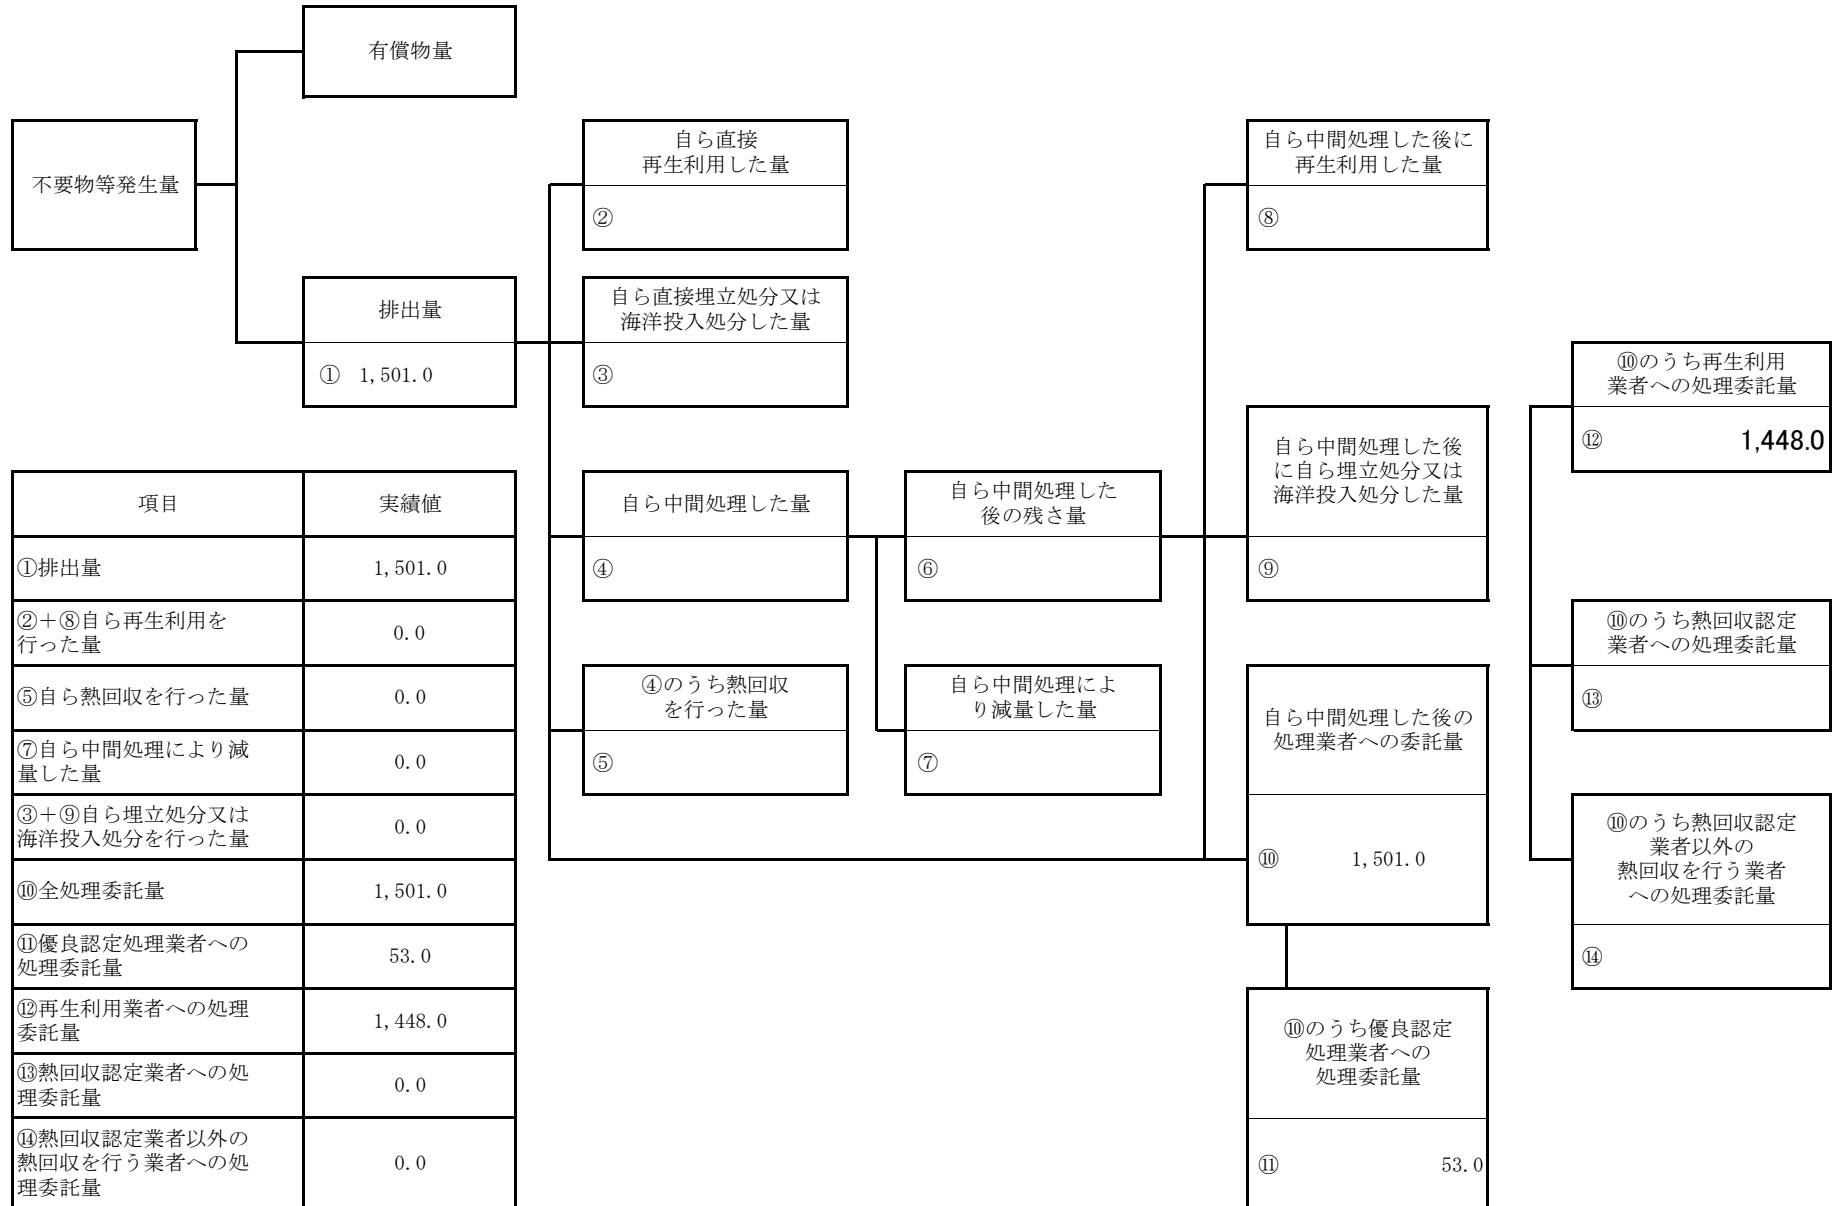 有償物量
不要物等発生量
排出量
① 1,501.0
自ら直接
再生利用した量
②
自ら直接埋立処分又は
海洋投入処分した量
③
自ら中間処理した量
④
④のうち熱回収
を行った量
⑤
自ら中間処理した
後の残さ量
⑥
自ら中間処理によ
り減量した量
⑦
自ら中間処理した後に
再生利用した量
⑧
自ら中間処理した後
に自ら埋立処分又は
海洋投入処分した量
⑨
自ら中間処理した後の
処理業者への委託量
⑩ 1,501.0
⑩のうち優良認定
処理業者への
処理委託量
⑪ 53.0
⑩のうち再生利用
業者への処理委託量
⑫ 1,448.0
⑩のうち熱回収認定
業者への処理委託量
⑬
⑩のうち熱回収認定
業者以外の
熱回収を行う業者
への処理委託量
⑭
項目 実績値
①排出量 1,501.0
②＋⑧自ら再生利用を
行った量 0.0
⑤自ら熱回収を行った量 0.0
⑦自ら中間処理により減
量した量 0.0
③＋⑨自ら埋立処分又は
海洋投入処分を行った量 0.0
⑩全処理委託量 1,501.0
⑪優良認定処理業者への
処理委託量 53.0
⑫再生利用業者への処理
委託量 1,448.0
⑬熱回収認定業者への処
理委託量 0.0
⑭熱回収認定業者以外の
熱回収を行う業者への処
理委託量 0.0